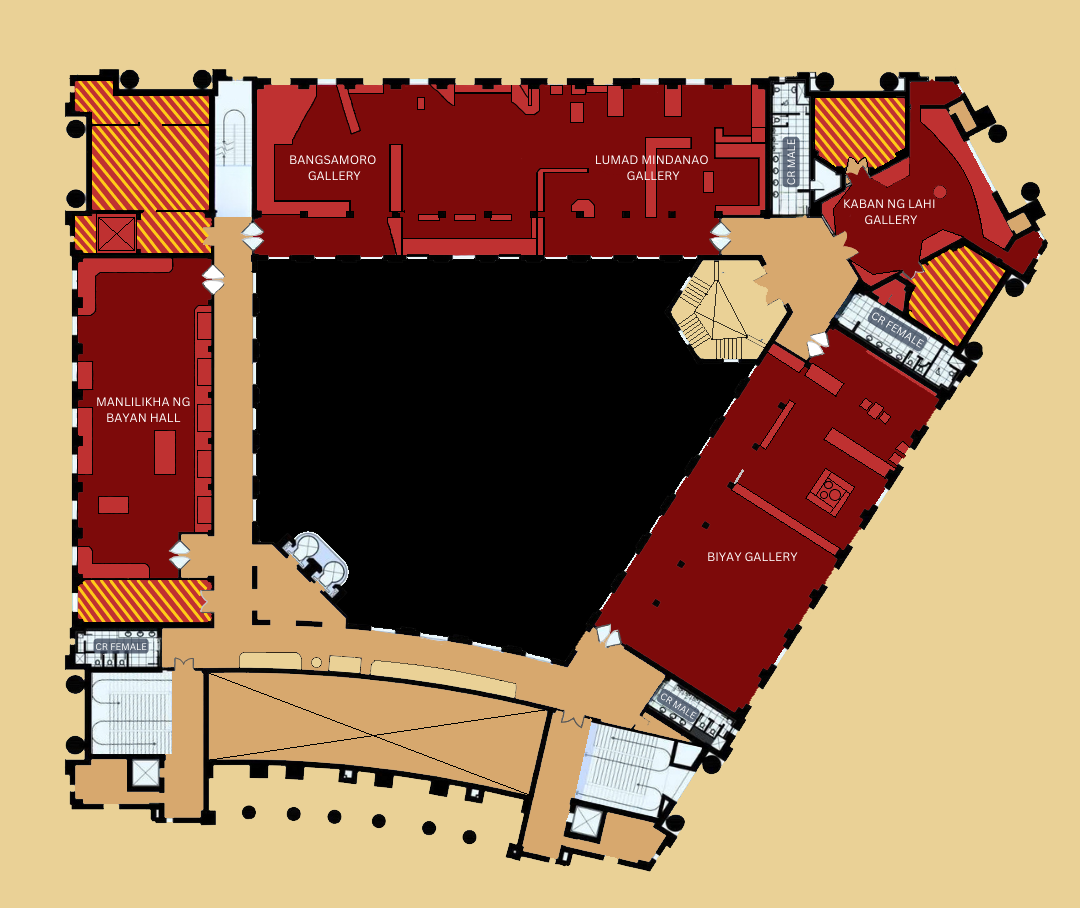 BANGSAMORO
GALLERY
LUMAD MINDANAO
GALLERY
CR MALE
KABAN NG LAHI
GALLERY
CR FEMALE
MANLILIKHA NG
BAYAN HALL
BIYAY GALLERY
CR FEMALE
CR MALE